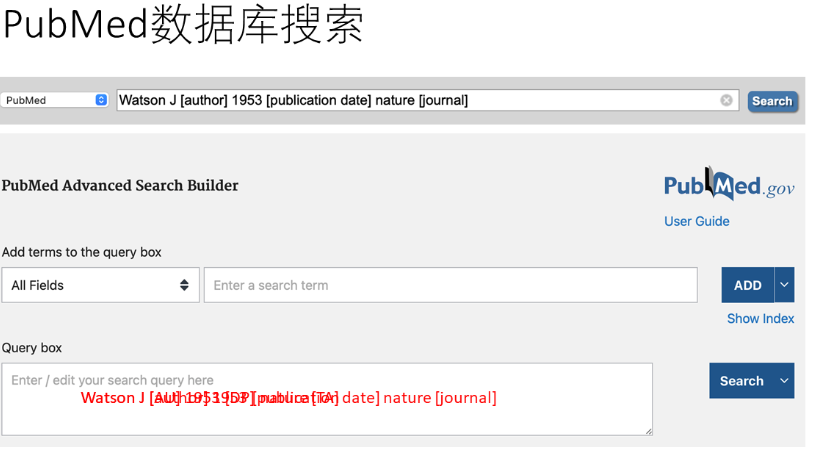 PubMed数据库搜索
PubMed
Watson J [author] 1953 [publication date] nature [journal]
Search
PubMed Advanced Search Builder
PubMed.gov
User Guide
Add terms to the query box
All Fields
Enter a search term
ADD
Show Index
Query box
Enter / edit your search query here
Search
Watson J [author] 1953 [publication date] nature [journal]
Watson J [AU] 1953 [DP] nature [TA]